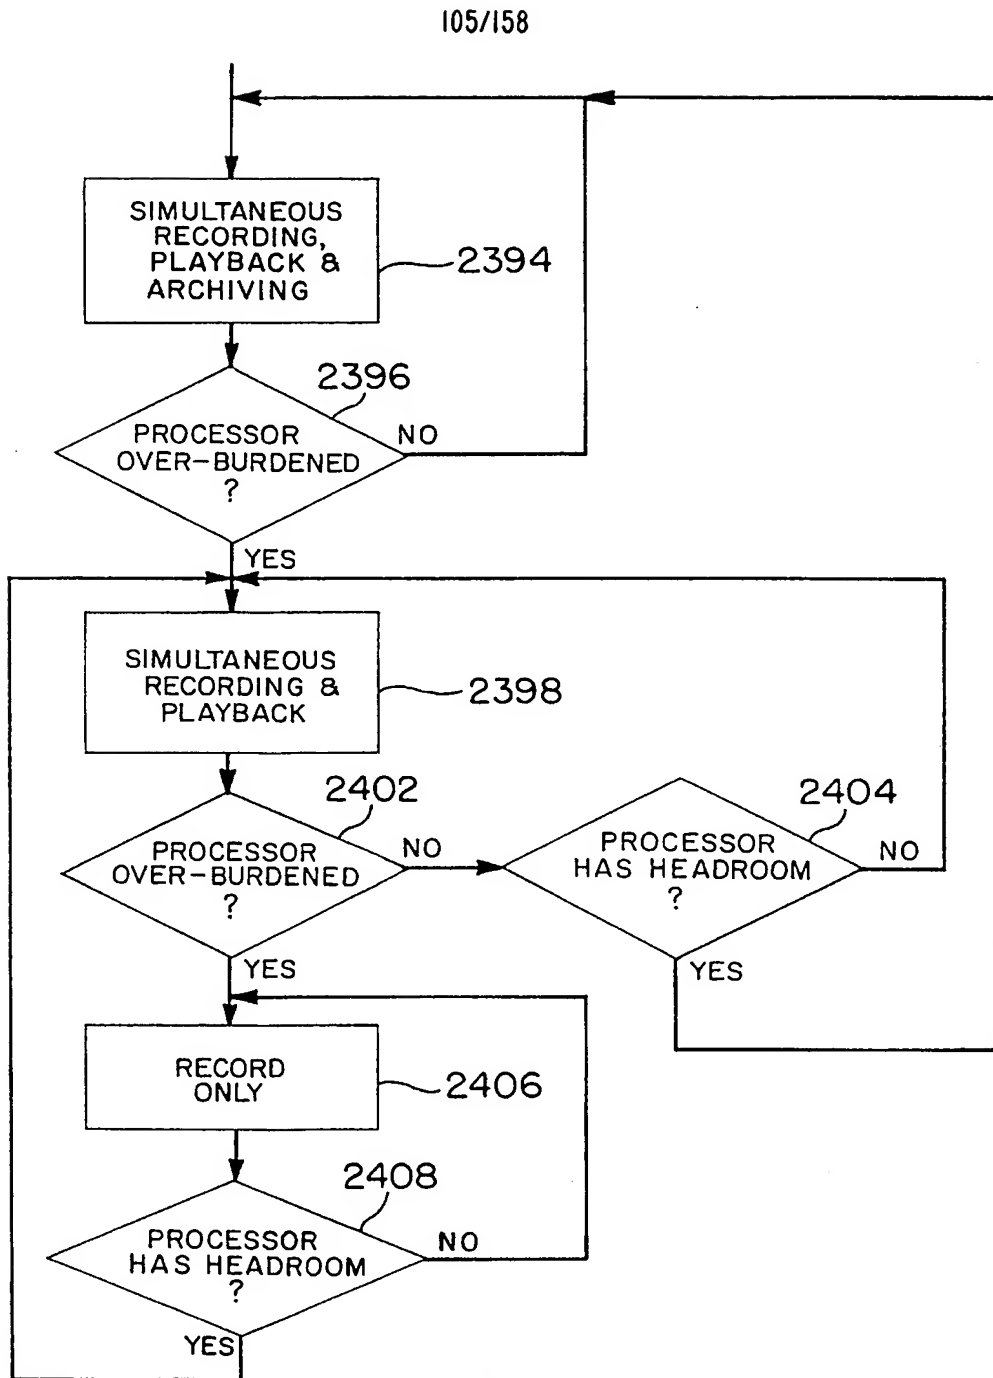 105/158
SIMULTANEOUS
RECORDING,
PLAYBACK &
ARCHIVING
2394
2396
PROCESSOR
OVER-BURDENED
?
NO
YES
SIMULTANEOUS
RECORDING &
PLAYBACK
2398
2402
PROCESSOR
OVER-BURDENED
?
NO
2404
PROCESSOR
HAS HEADROOM
?
NO
YES
YES
RECORD
ONLY
2406
2408
PROCESSOR
HAS HEADROOM
?
NO
YES